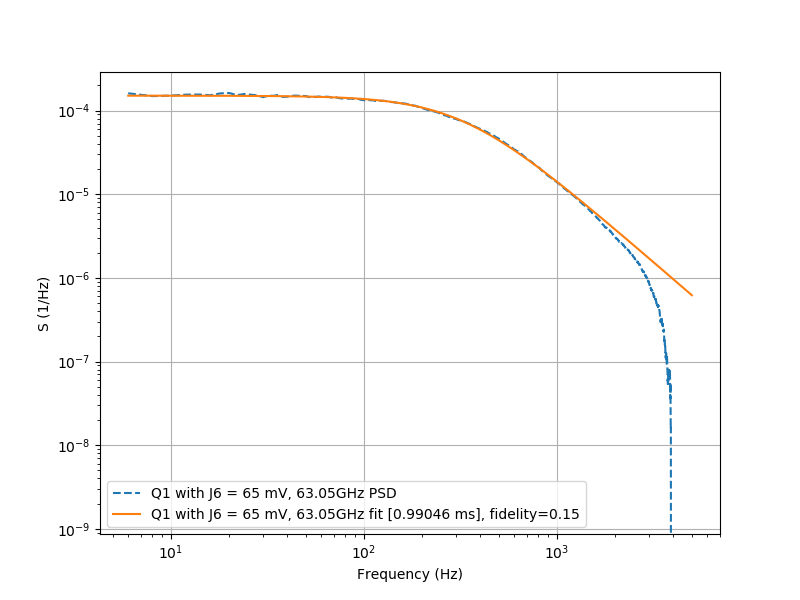 10⁻⁴
10⁻⁵
10⁻⁶
10⁻⁷
10⁻⁸
10⁻⁹
S (1/Hz)
Q1 with J6 = 65 mV, 63.05GHz PSD
Q1 with J6 = 65 mV, 63.05GHz fit [0.99046 ms], fidelity=0.15
10¹ 10² 10³
Frequency (Hz)